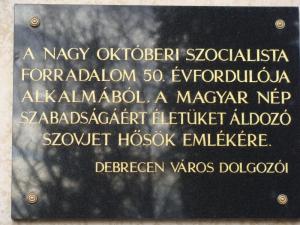 A NAGY OKTÓBERI SZOCIALISTA
FORRADALOM 50. ÉVFORDULÓJA
ALKALMÁBÓL. A MAGYAR NÉP
SZABADSÁGÁÉRT ÉLETÜKET ÁLDOZÓ
SZOVJET HŐSÖK EMLÉKÉRE.
DEBRECEN VÁROS DOLGOZÓI